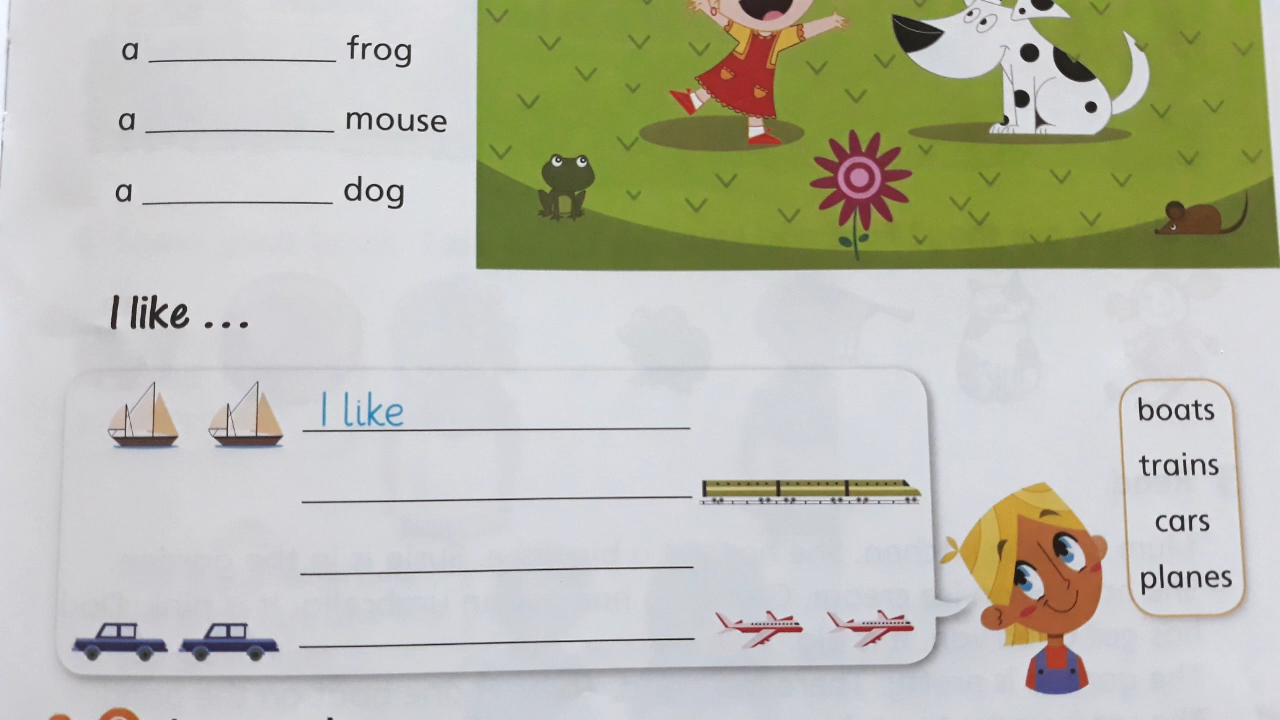 a __________ frog
a __________ mouse
a __________ dog
I like ...
I like
boats
trains
cars
planes